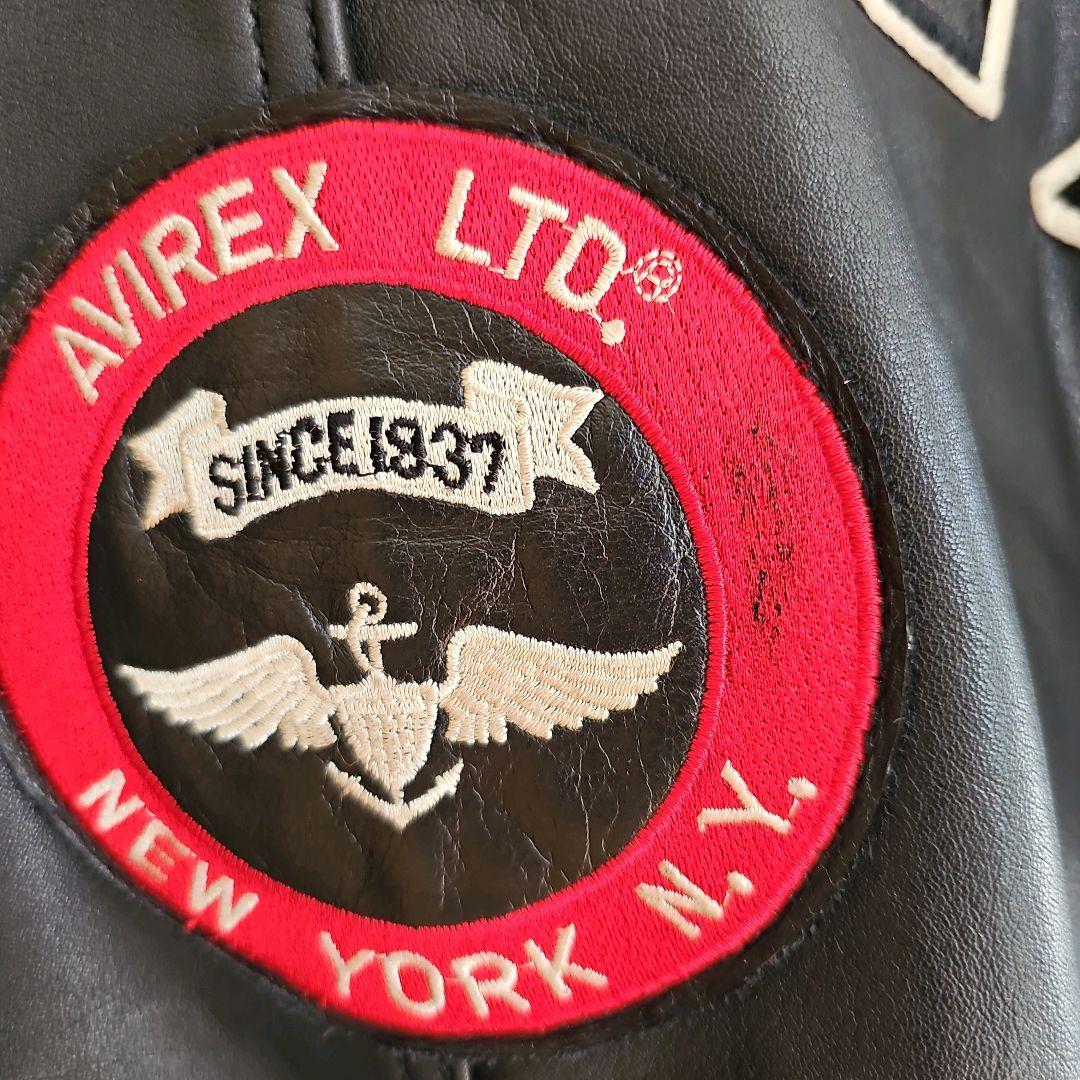 AVIREX LTD.®
SINCE 1937
NEW YORK N.Y.